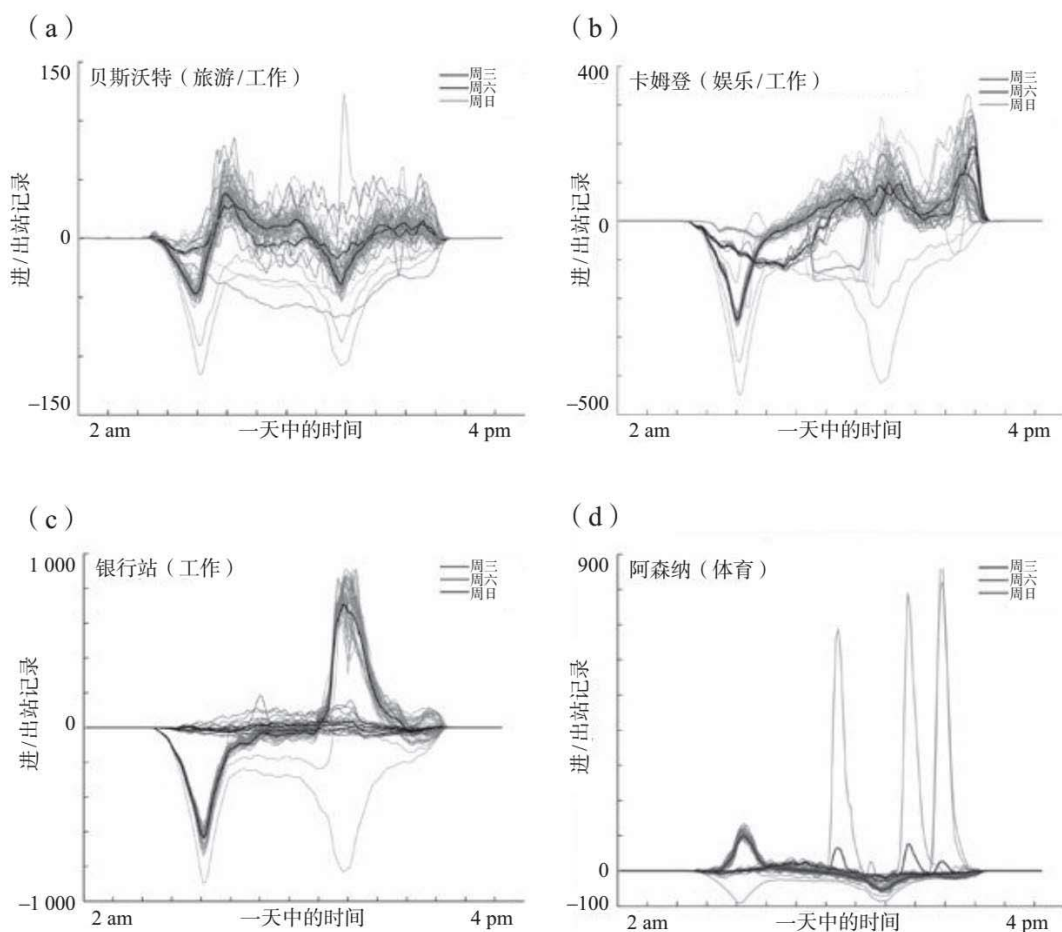 (a)
150
贝斯沃特（旅游/工作）
周三
周六
周日
进/出站记录
0
–150
2 am
一天中的时间
4 pm
(b)
400
卡姆登（娱乐/工作）
周三
周六
周日
进/出站记录
0
–500
2 am
一天中的时间
4 pm
(c)
1 000
银行站（工作）
周三
周六
周日
进/出站记录
0
–1 000
2 am
一天中的时间
4 pm
(d)
900
阿森纳（体育）
周三
周六
周日
进/出站记录
0
–100
2 am
一天中的时间
4 pm